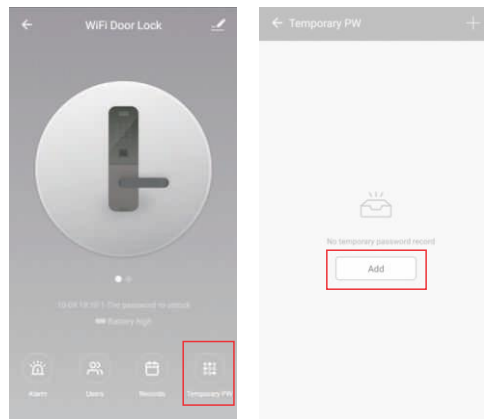 WiFi Door Lock
Battery high
Alarm
Users
Records
Temporary PW
Temporary PW
No temporary password record
Add